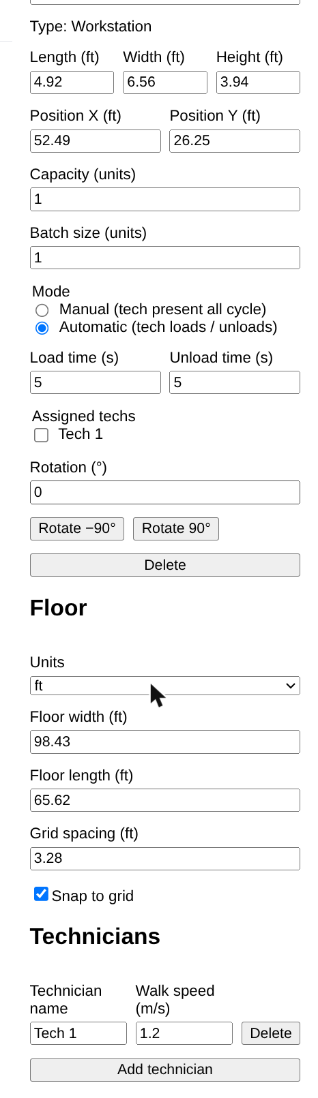 Type: Workstation
Length (ft) Width (ft) Height (ft)
4.92 6.56 3.94
Position X (ft) Position Y (ft)
52.49 26.25
Capacity (units)
1
Batch size (units)
1
Mode
Manual (tech present all cycle)
Automatic (tech loads / unloads)
Load time (s) Unload time (s)
5 5
Assigned techs
Tech 1
Rotation (°)
0
Rotate −90° Rotate 90°
Delete
Floor
Units
ft
Floor width (ft)
98.43
Floor length (ft)
65.62
Grid spacing (ft)
3.28
Snap to grid
Technicians
Technician name Walk speed (m/s)
Tech 1 1.2 Delete
Add technician